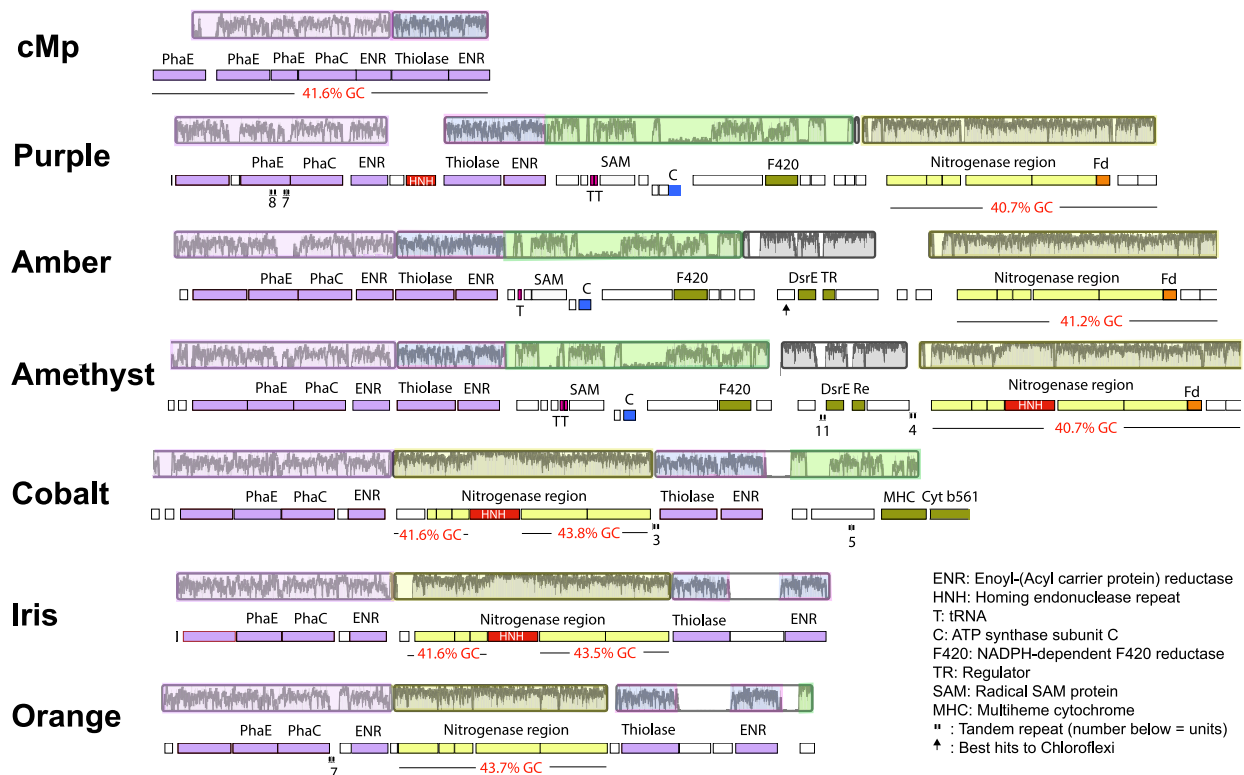 cMp
PhaE PhaE PhaE PhaC ENR Thiolase ENR
41.6% GC
Purple
PhaE PhaC ENR Thiolase ENR SAM C F420 Nitrogenase region Fd
HNH
8 7 TT
40.7% GC
Amber
PhaE PhaC ENR Thiolase ENR SAM C F420 DsrE TR Nitrogenase region Fd
T
41.2% GC
Amethyst
PhaE PhaC ENR Thiolase ENR SAM C F420 DsrE Re Nitrogenase region Fd
HNH
TT 11 4
40.7% GC
Cobalt
PhaE PhaC ENR Nitrogenase region Thiolase ENR MHC Cyt b561
HNH
41.6% GC 43.8% GC 3 5
Iris
PhaE PhaC ENR Nitrogenase region Thiolase ENR
HNH
41.6% GC 43.5% GC
Orange
PhaE PhaC ENR Nitrogenase region Thiolase ENR
7
43.7% GC
ENR: Enoyl-(Acyl carrier protein) reductase
HNH: Homing endonuclease repeat
T: tRNA
C: ATP synthase subunit C
F420: NADPH-dependent F420 reductase
TR: Regulator
SAM: Radical SAM protein
MHC: Multiheme cytochrome
: Tandem repeat (number below = units)
: Best hits to Chloroflexi